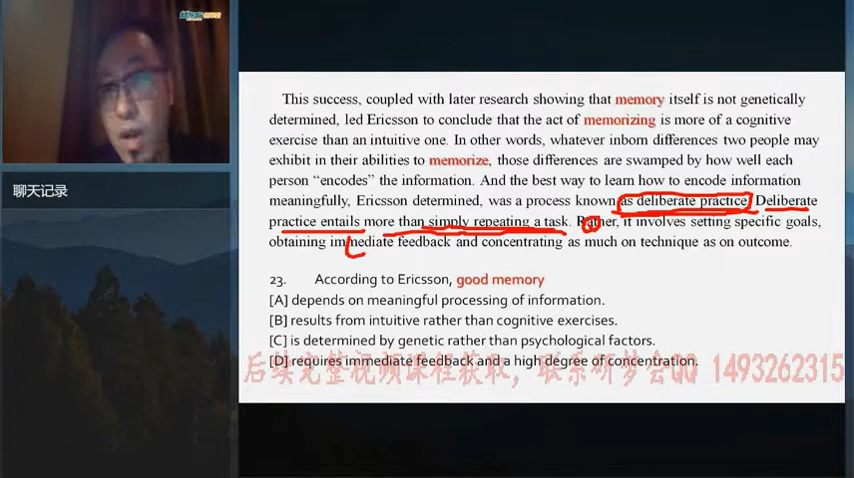 This success, coupled with later research showing that memory itself is not genetically
determined, led Ericsson to conclude that the act of memorizing is more of a cognitive
exercise than an intuitive one. In other words, whatever inborn differences two people may
exhibit in their abilities to memorize, those differences are swamped by how well each
person “encodes” the information. And the best way to learn how to encode information
meaningfully, Ericsson determined, was a process known as deliberate practice. Deliberate
practice entails more than simply repeating a task. Rather, it involves setting specific goals,
obtaining immediate feedback and concentrating as much on technique as on outcome.
聊天记录
23. According to Ericsson, good memory
[A] depends on meaningful processing of information.
[B] results from intuitive rather than cognitive exercises.
[C] is determined by genetic rather than psychological factors.
[D] requires immediate feedback and a high degree of concentration.
后续完整视频课程获取，联系研梦会QQ 1493262315